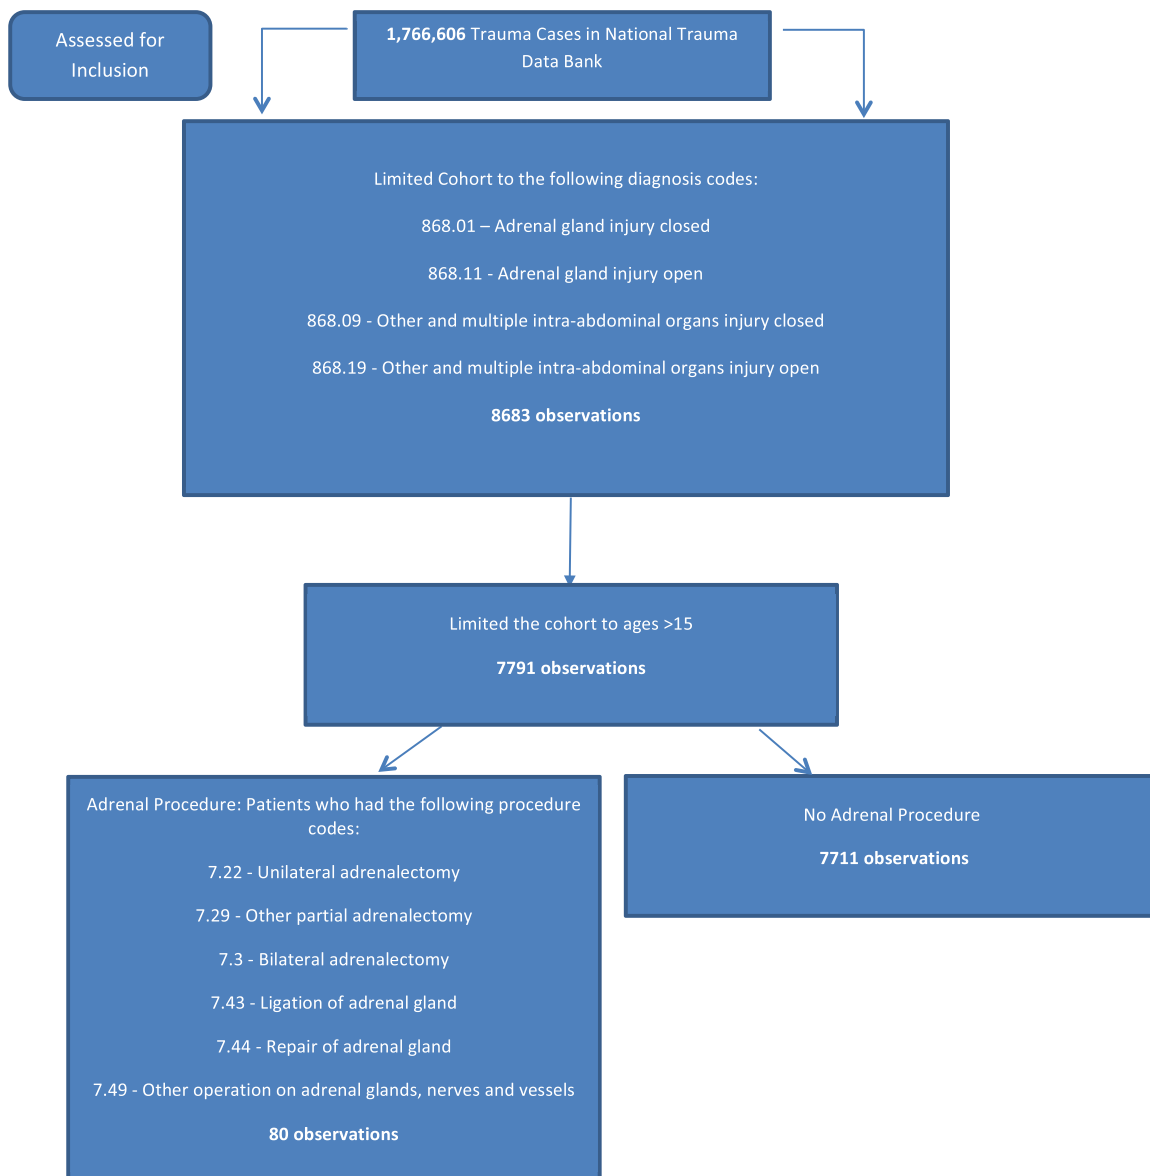 Assessed for
Inclusion
1,766,606 Trauma Cases in National Trauma
Data Bank
Limited Cohort to the following diagnosis codes:
868.01 – Adrenal gland injury closed
868.11 - Adrenal gland injury open
868.09 - Other and multiple intra-abdominal organs injury closed
868.19 - Other and multiple intra-abdominal organs injury open
8683 observations
Limited the cohort to ages >15
7791 observations
Adrenal Procedure: Patients who had the following procedure
codes:
7.22 - Unilateral adrenalectomy
7.29 - Other partial adrenalectomy
7.3 - Bilateral adrenalectomy
7.43 - Ligation of adrenal gland
7.44 - Repair of adrenal gland
7.49 - Other operation on adrenal glands, nerves and vessels
80 observations
No Adrenal Procedure
7711 observations